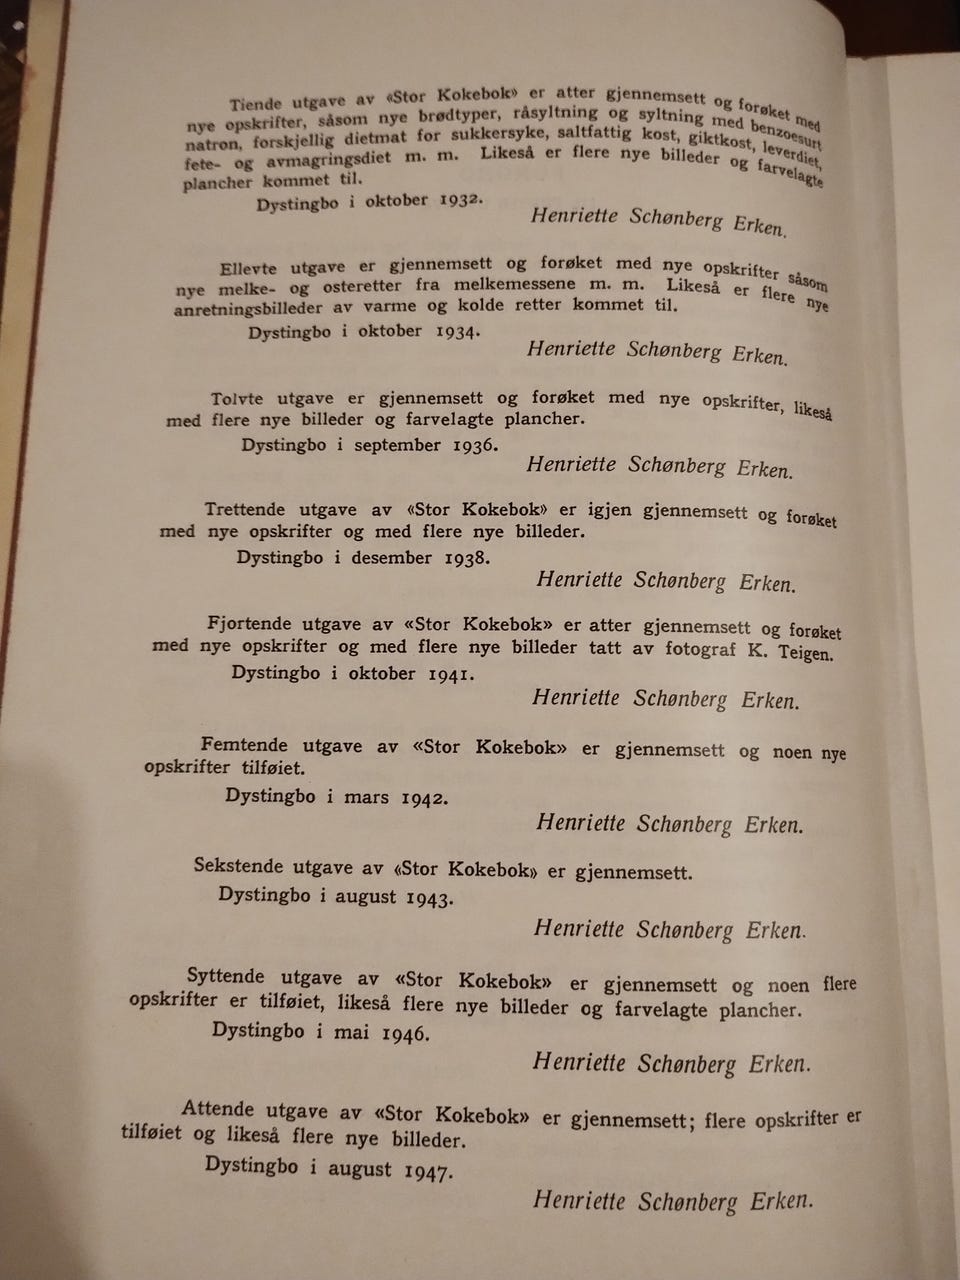 Tiende utgave av «Stor Kokebok» er atter gjennemsett og forøket med
nye opskrifter, såsom nye brødtyper, råsyltning og syltning med benzoesurt
natron, forskjellig dietmat for sukkersyke, saltfattig kost, giktkost, leverdiet,
fete- og avmagringsdiet m. m. Likeså er flere nye billeder og farvelagte
plancher kommet til.
Dystingbo i oktober 1932.
Henriette Schønberg Erken.
Ellevte utgave er gjennemsett og forøket med nye opskrifter såsom
nye melke- og osteretter fra melkemessene m. m. Likeså er flere nye
anretningsbilleder av varme og kolde retter kommet til.
Dystingbo i oktober 1934.
Henriette Schønberg Erken.
Tolvte utgave er gjennemsett og forøket med nye opskrifter, likeså
med flere nye billeder og farvelagte plancher.
Dystingbo i september 1936.
Henriette Schønberg Erken.
Trettende utgave av «Stor Kokebok» er igjen gjennemsett og forøket
med nye opskrifter og med flere nye billeder.
Dystingbo i desember 1938.
Henriette Schønberg Erken.
Fjortende utgave av «Stor Kokebok» er atter gjennemsett og forøket
med nye opskrifter og med flere nye billeder tatt av fotograf K. Teigen.
Dystingbo i oktober 1941.
Henriette Schønberg Erken.
Femtende utgave av «Stor Kokebok» er gjennemsett og noen nye
opskrifter tilføiet.
Dystingbo i mars 1942.
Henriette Schønberg Erken.
Sekstende utgave av «Stor Kokebok» er gjennemsett.
Dystingbo i august 1943.
Henriette Schønberg Erken.
Syttende utgave av «Stor Kokebok» er gjennemsett og noen flere
opskrifter er tilføiet, likeså flere nye billeder og farvelagte plancher.
Dystingbo i mai 1946.
Henriette Schønberg Erken.
Attende utgave av «Stor Kokebok» er gjennemsett; flere opskrifter er
tilføiet og likeså flere nye billeder.
Dystingbo i august 1947.
Henriette Schønberg Erken.